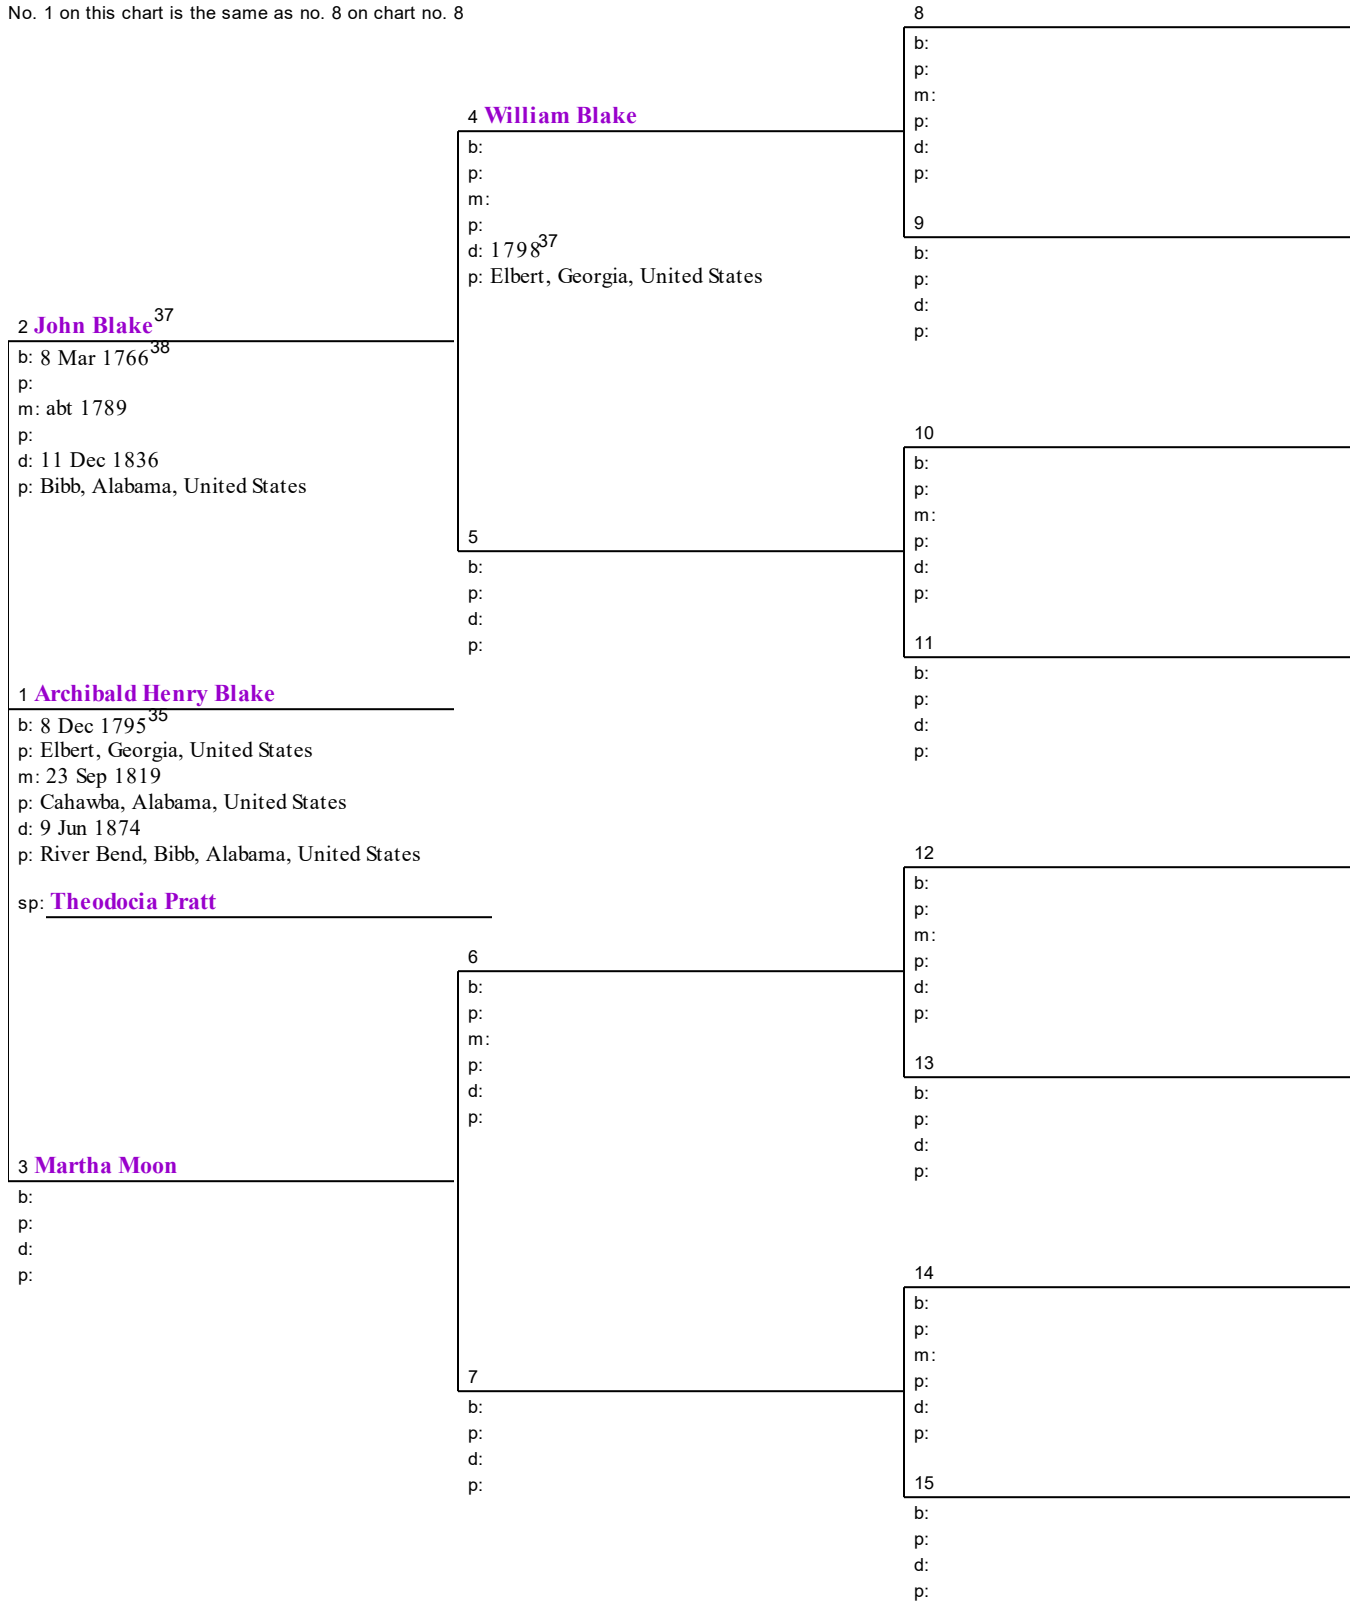 No. 1 on this chart is the same as no. 8 on chart no. 8
8
b:
p:
m:
p:
d:
p:
4 William Blake
b:
p:
m:
p:
d: 1798 37
p: Elbert, Georgia, United States
9
b:
p:
d:
p:
2 John Blake 37
b: 8 Mar 1766 38
p:
m: abt 1789
p:
d: 11 Dec 1836
p: Bibb, Alabama, United States
10
b:
p:
m:
p:
d:
p:
5
b:
p:
d:
p:
11
b:
p:
d:
p:
1 Archibald Henry Blake
b: 8 Dec 1795 35
p: Elbert, Georgia, United States
m: 23 Sep 1819
p: Cahawba, Alabama, United States
d: 9 Jun 1874
p: River Bend, Bibb, Alabama, United States
sp: Theodocia Pratt
12
b:
p:
m:
p:
d:
p:
6
b:
p:
m:
p:
d:
p:
13
b:
p:
d:
p:
3 Martha Moon
b:
p:
d:
p:
14
b:
p:
m:
p:
d:
p:
7
b:
p:
d:
p:
15
b:
p:
d:
p: